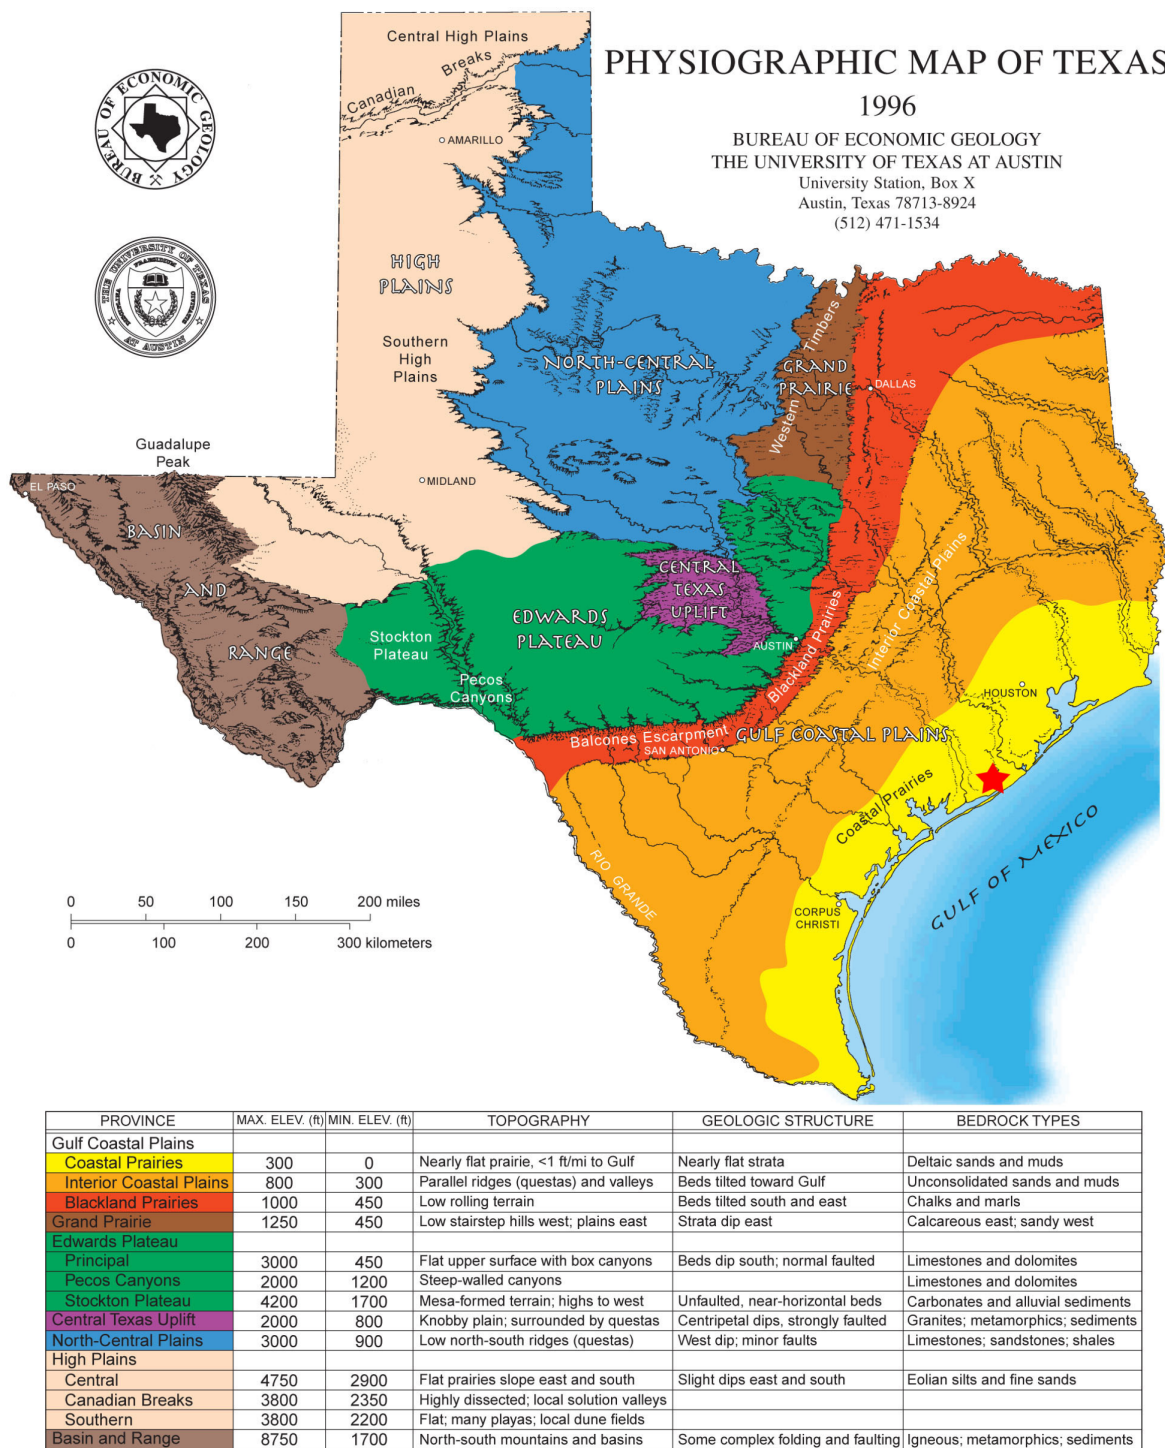 PHYSIOGRAPHIC MAP OF TEXAS
1996
BUREAU OF ECONOMIC GEOLOGY
THE UNIVERSITY OF TEXAS AT AUSTIN
University Station, Box X
Austin, Texas 78713-8924
(512) 471-1534
BUREAU OF ECONOMIC GEOLOGY
THE UNIVERSITY OF TEXAS
AT AUSTIN
Central High Plains
Canadian Breaks
AMARILLO
HIGH
PLAINS
Southern
High
Plains
NORTH-CENTRAL
PLAINS
Western Timbers
GRAND
PRAIRIE
DALLAS
Guadalupe
Peak
EL PASO
MIDLAND
BASIN
AND
RANGE
CENTRAL
TEXAS
UPLIFT
EDWARDS
PLATEAU
Stockton
Plateau
Pecos
Canyons
AUSTIN
Blackland Prairies
Interior Coastal Plains
HOUSTON
Balcones Escarpment
SAN ANTONIO
GULF COASTAL PLAINS
Coastal Prairies
RIO GRANDE
CORPUS
CHRISTI
GULF OF MEXICO
0 50 100 150 200 miles
0 100 200 300 kilometers
PROVINCE MAX. ELEV. (ft) MIN. ELEV. (ft) TOPOGRAPHY GEOLOGIC STRUCTURE BEDROCK TYPES
Gulf Coastal Plains
Coastal Prairies 300 0 Nearly flat prairie, <1 ft/mi to Gulf Nearly flat strata Deltaic sands and muds
Interior Coastal Plains 800 300 Parallel ridges (questas) and valleys Beds tilted toward Gulf Unconsolidated sands and muds
Blackland Prairies 1000 450 Low rolling terrain Beds tilted south and east Chalks and marls
Grand Prairie 1250 450 Low stairstep hills west; plains east Strata dip east Calcareous east; sandy west
Edwards Plateau
Principal 3000 450 Flat upper surface with box canyons Beds dip south; normal faulted Limestones and dolomites
Pecos Canyons 2000 1200 Steep-walled canyons Limestones and dolomites
Stockton Plateau 4200 1700 Mesa-formed terrain; highs to west Unfaulted, near-horizontal beds Carbonates and alluvial sediments
Central Texas Uplift 2000 800 Knobby plain; surrounded by questas Centripetal dips, strongly faulted Granites; metamorphics; sediments
North-Central Plains 3000 900 Low north-south ridges (questas) West dip; minor faults Limestones; sandstones; shales
High Plains
Central 4750 2900 Flat prairies slope east and south Slight dips east and south Eolian silts and fine sands
Canadian Breaks 3800 2350 Highly dissected; local solution valleys
Southern 3800 2200 Flat; many playas; local dune fields
Basin and Range 8750 1700 North-south mountains and basins Some complex folding and faulting Igneous; metamorphics; sediments